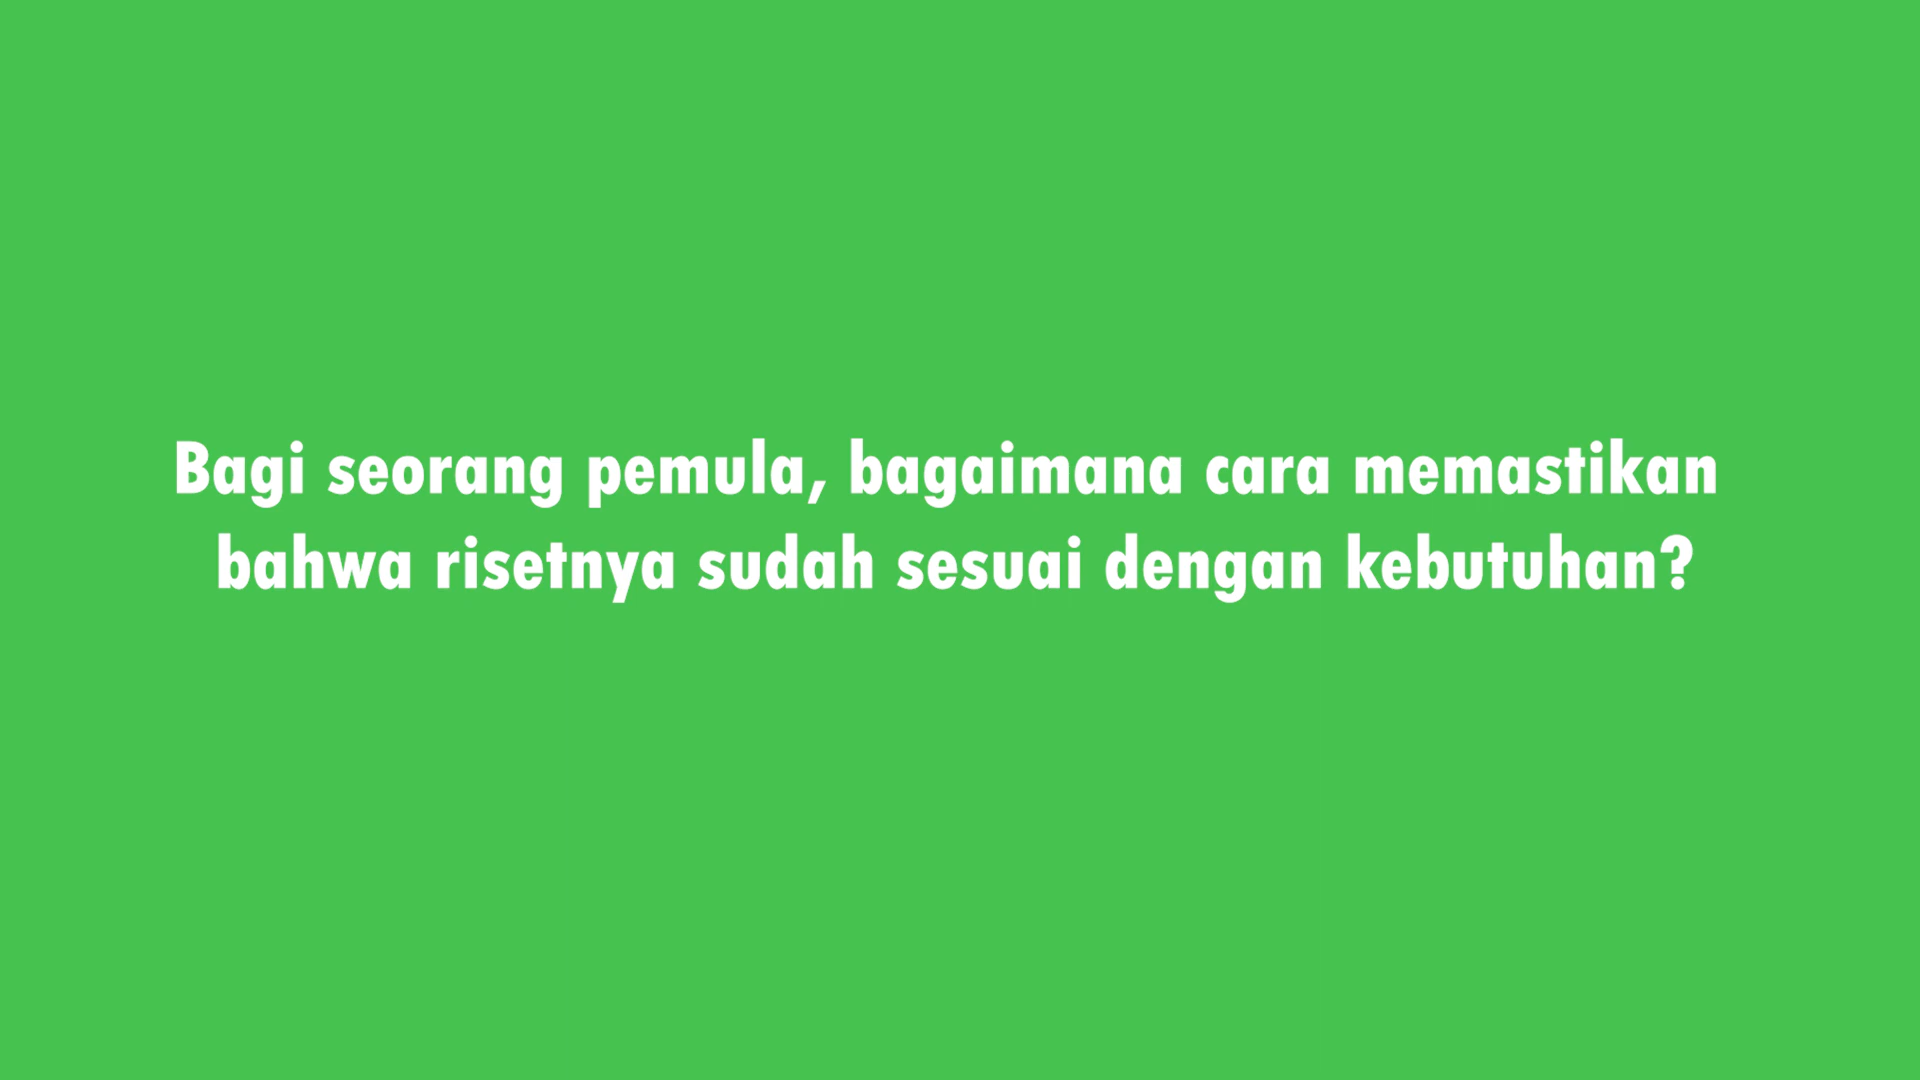 Bagi seorang pemula, bagaimana cara memastikan
bahwa risetnya sudah sesuai dengan kebutuhan?